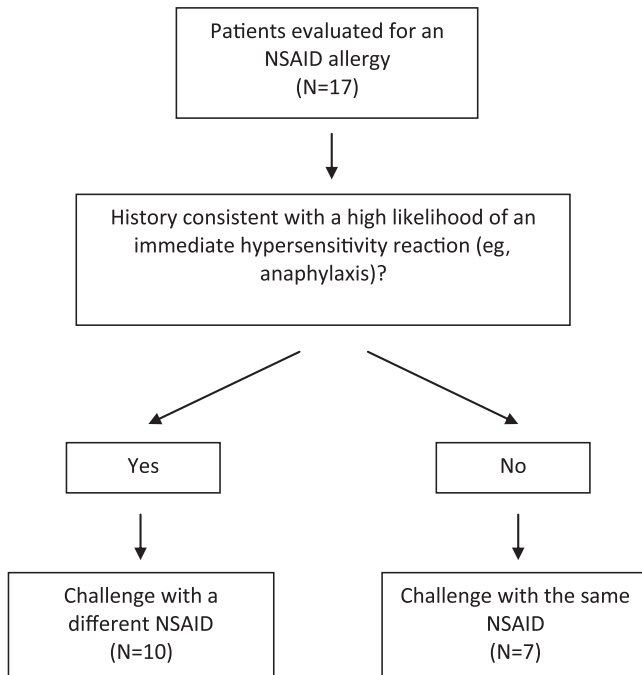 Patients evaluated for an
NSAID allergy
(N=17)
History consistent with a high likelihood of an
immediate hypersensitivity reaction (eg,
anaphylaxis)?
Yes
No
Challenge with a
different NSAID
(N=10)
Challenge with the same
NSAID
(N=7)